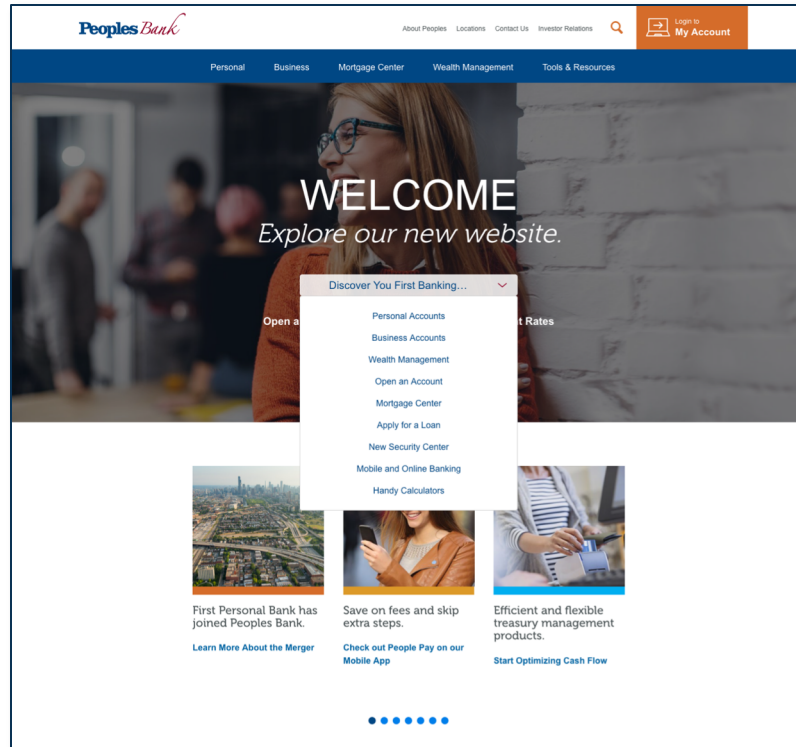 Peoples Bank
About Peoples Locations Contact Us Investor Relations
Login to
My Account
Personal Business Mortgage Center Wealth Management Tools & Resources
WELCOME
Explore our new website.
Discover You First Banking...
Open a
t Rates
Personal Accounts
Business Accounts
Wealth Management
Open an Account
Mortgage Center
Apply for a Loan
New Security Center
Mobile and Online Banking
Handy Calculators
First Personal Bank has
joined Peoples Bank.
Learn More About the Merger
Save on fees and skip
extra steps.
Check out People Pay on our
Mobile App
Efficient and flexible
treasury management
products.
Start Optimizing Cash Flow